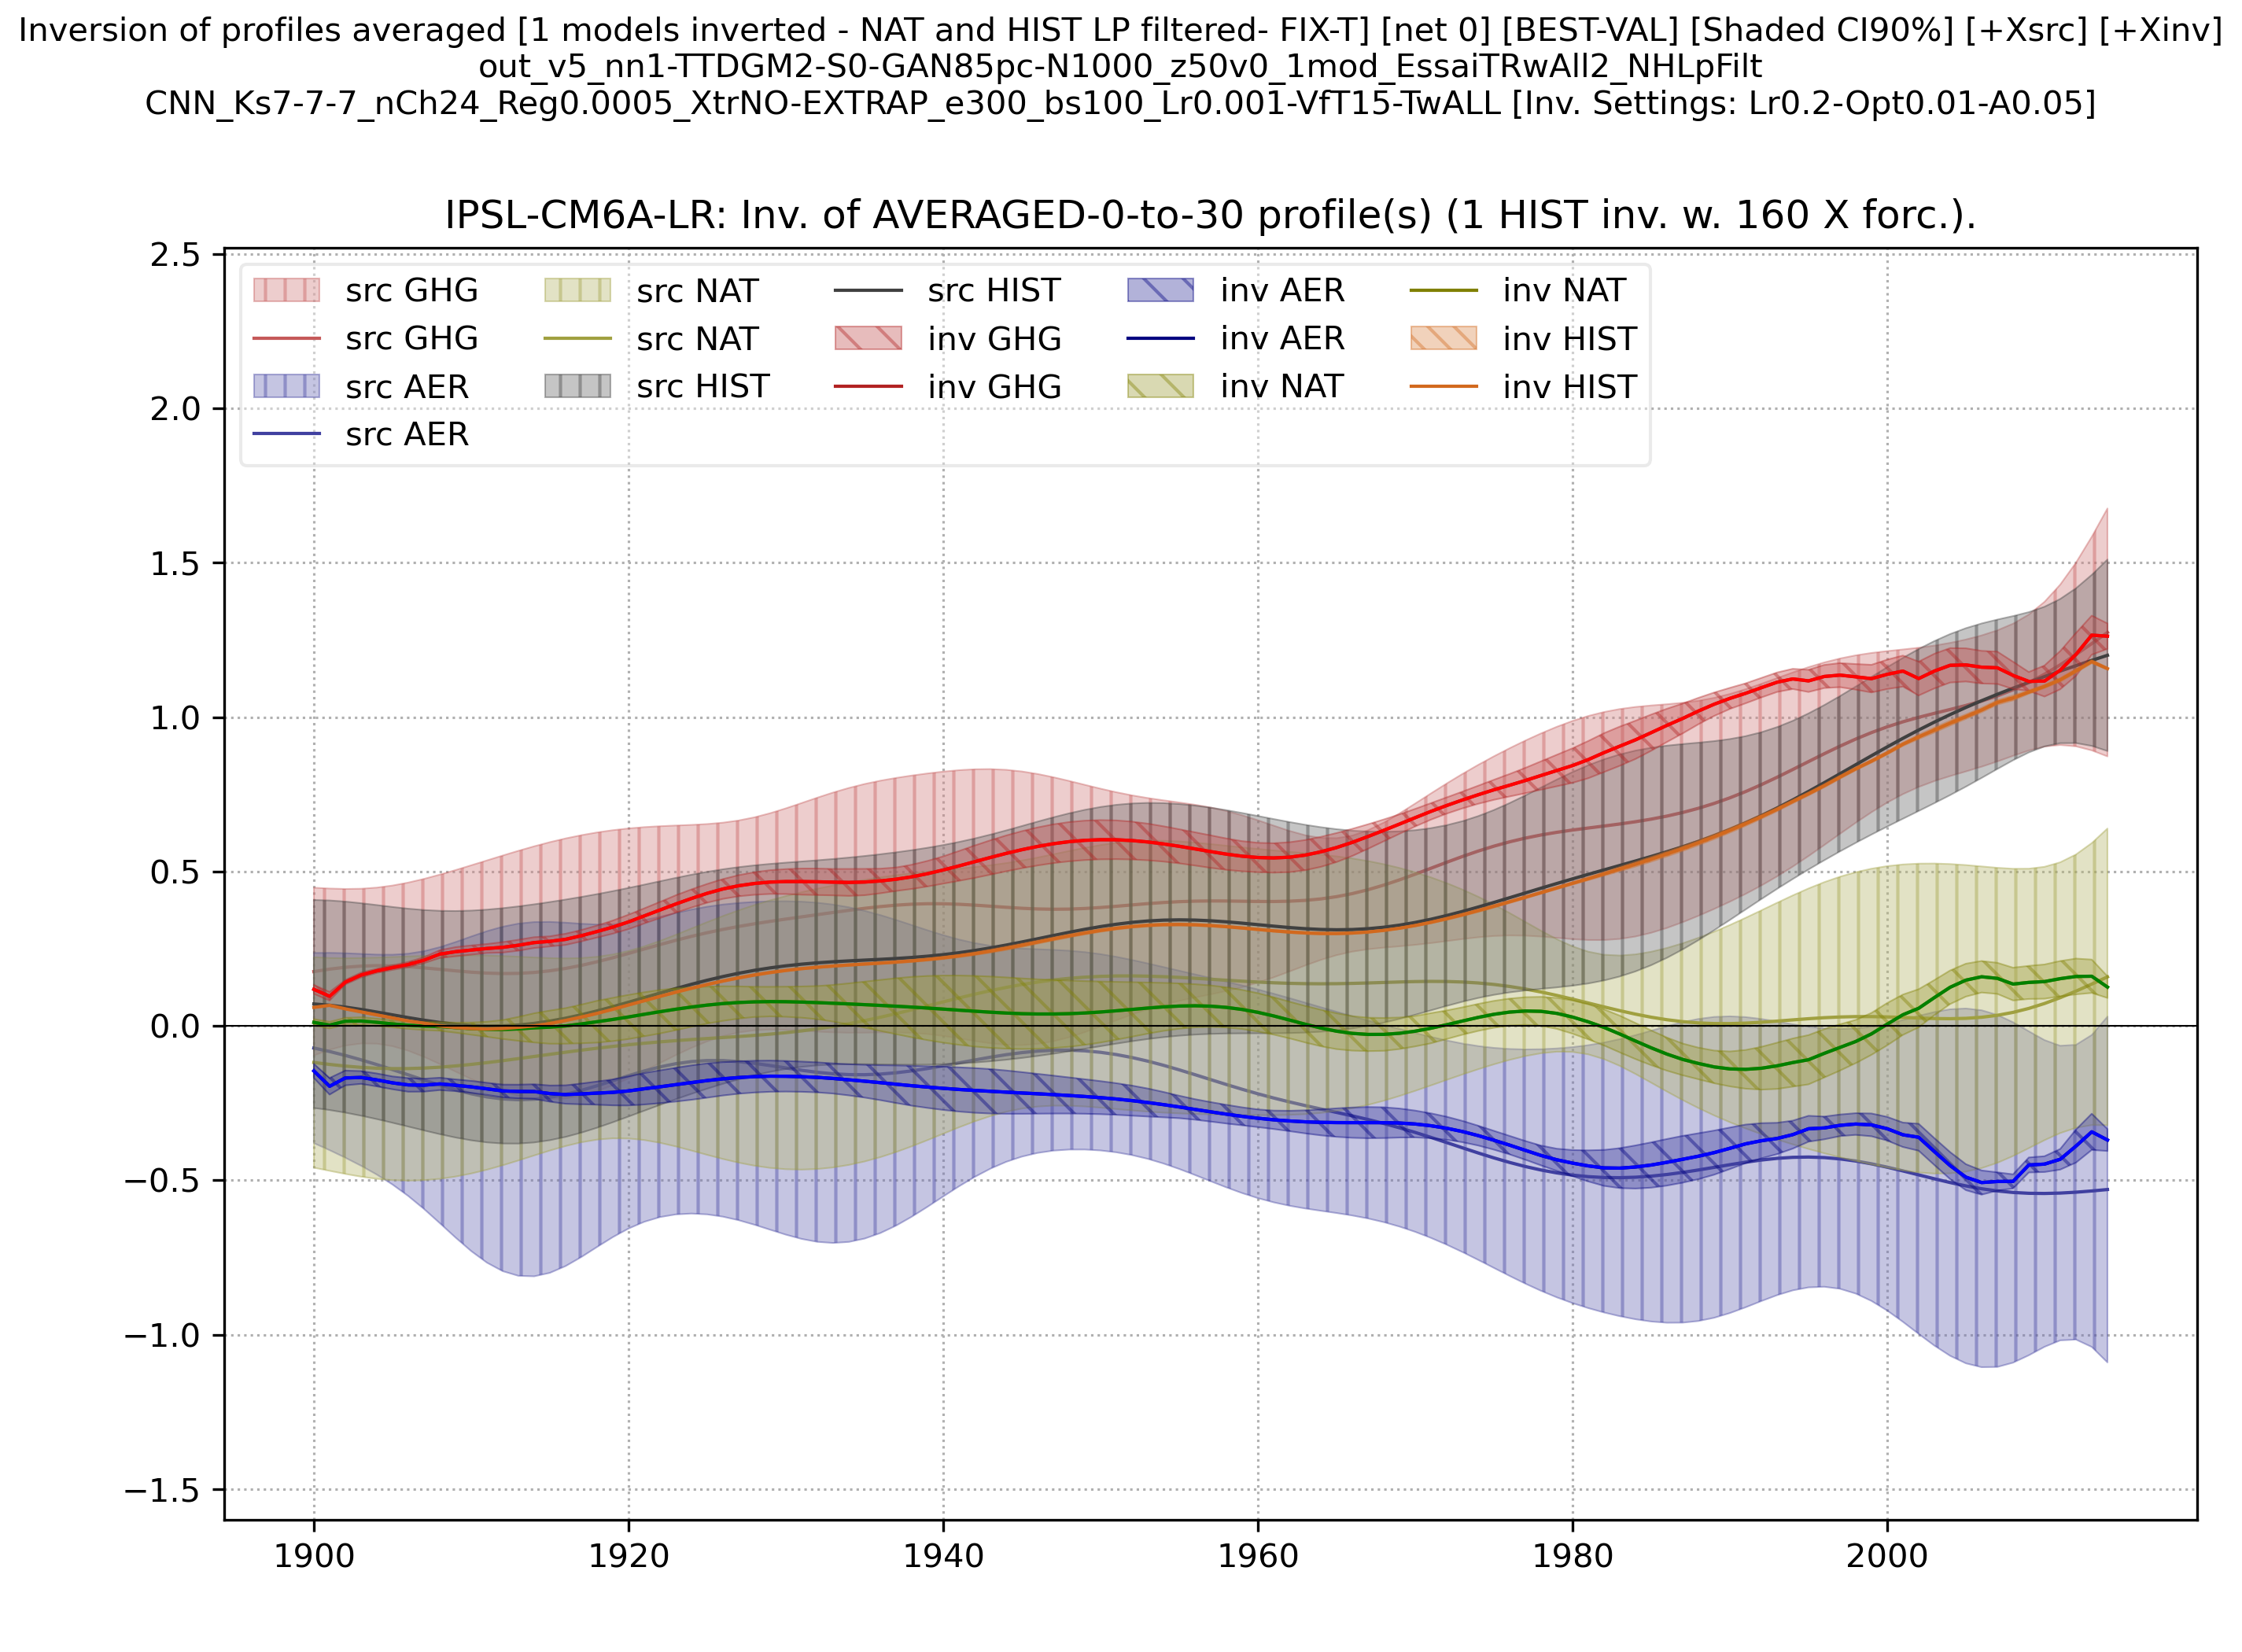 Inversion of profiles averaged [1 models inverted - NAT and HIST LP filtered- FIX-T] [net 0] [BEST-VAL] [Shaded CI90%] [+Xsrc] [+Xinv]
out_v5_nn1-TTDGM2-S0-GAN85pc-N1000_z50v0_1mod_EssaiTRwAll2_NHLpFilt
CNN_Ks7-7-7_nCh24_Reg0.0005_XtrNO-EXTRAP_e300_bs100_Lr0.001-VfT15-TwALL [Inv. Settings: Lr0.2-Opt0.01-A0.05]
IPSL-CM6A-LR: Inv. of AVERAGED-0-to-30 profile(s) (1 HIST inv. w. 160 X forc.).
2.5
2.0
1.5
1.0
0.5
0.0
−0.5
−1.0
−1.5
src GHG
src GHG
src AER
src AER
src NAT
src NAT
src HIST
src HIST
inv GHG
inv GHG
inv AER
inv AER
inv NAT
inv NAT
inv HIST
inv HIST
1900 1920 1940 1960 1980 2000